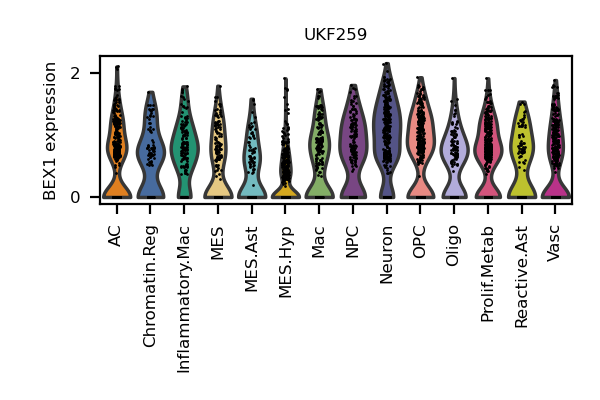 UKF259
BEX1 expression
2
0
AC
Chromatin.Reg
Inflammatory.Mac
MES
MES.Ast
MES.Hyp
Mac
NPC
Neuron
OPC
Oligo
Prolif.Metab
Reactive.Ast
Vasc